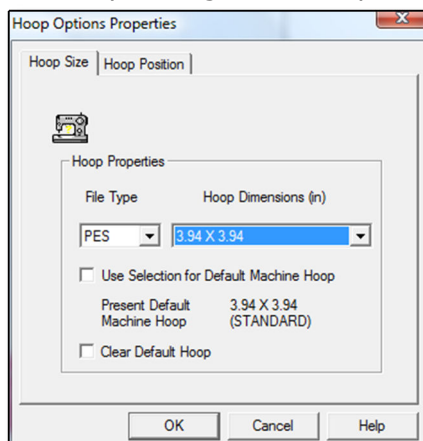 Hoop Options Properties
X
Hoop Size Hoop Position
Hoop Properties
File Type Hoop Dimensions (in)
PES 3.94 X 3.94
Use Selection for Default Machine Hoop
Present Default 3.94 X 3.94
Machine Hoop (STANDARD)
Clear Default Hoop
OK Cancel Help